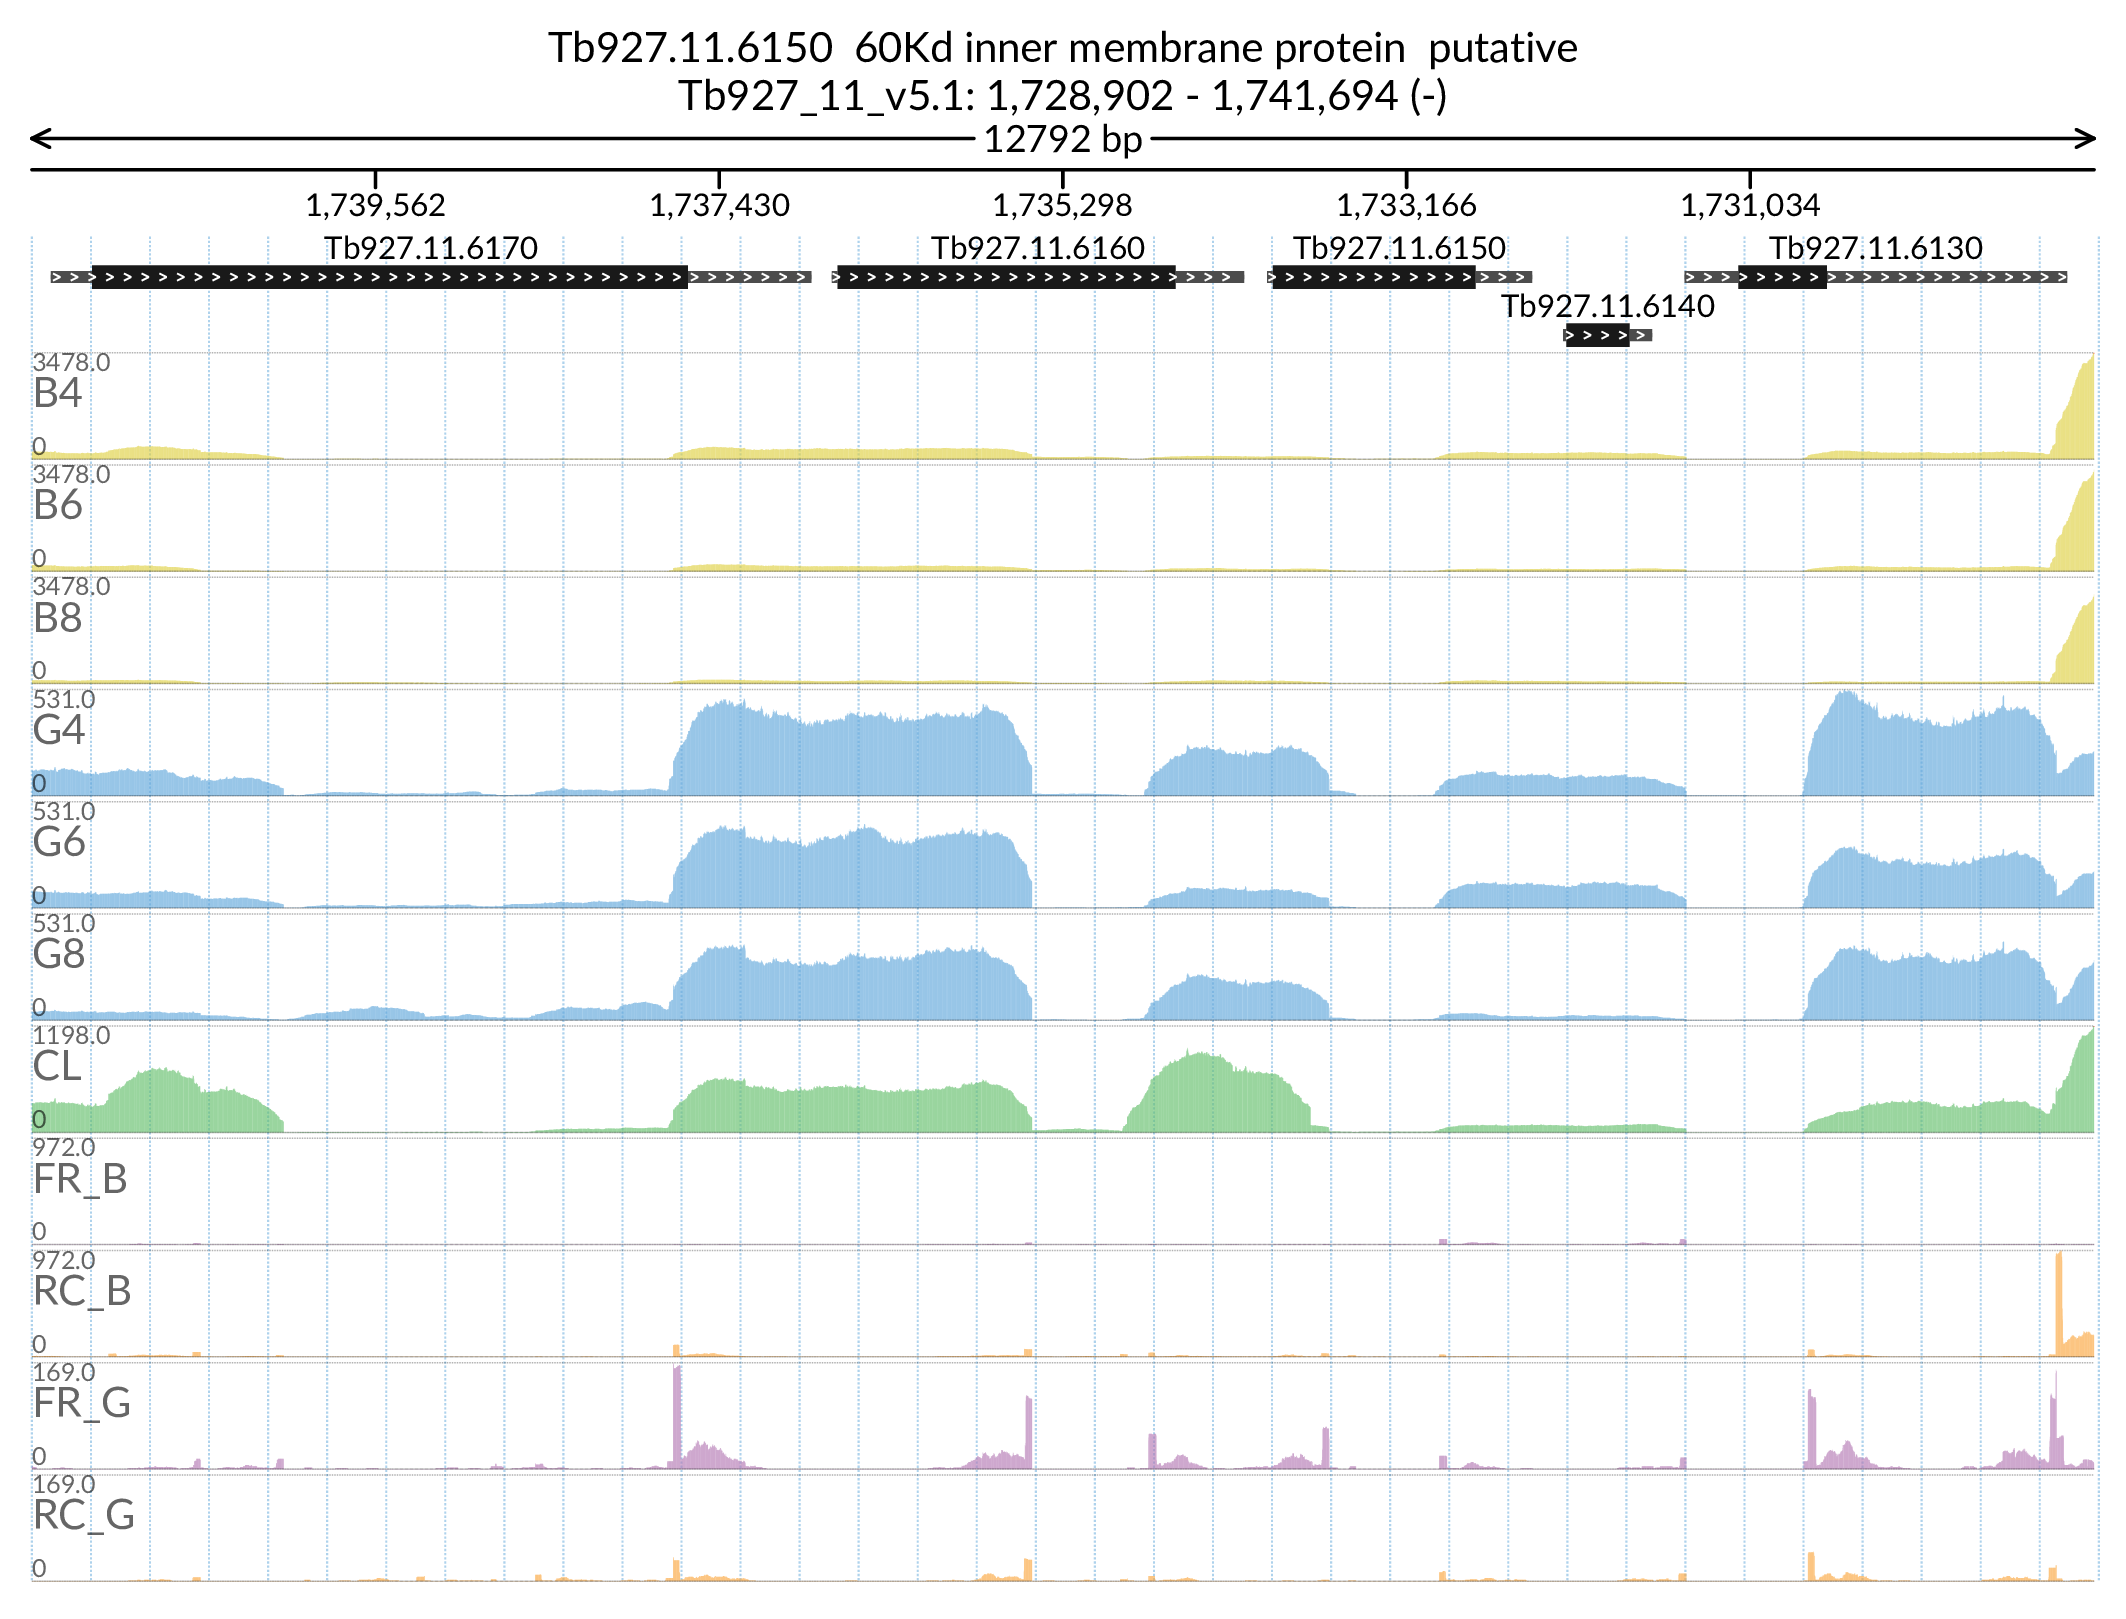 Tb927.11.6150  60Kd inner membrane protein  putative
Tb927_11_v5.1: 1,728,902 - 1,741,694 (-)
12792 bp
1,739,562 1,737,430 1,735,298 1,733,166 1,731,034
Tb927.11.6170 Tb927.11.6160 Tb927.11.6150 Tb927.11.6130
Tb927.11.6140
3478.0
B4
0
3478.0
B6
0
3478.0
B8
0
531.0
G4
0
531.0
G6
0
531.0
G8
0
1198.0
CL
0
972.0
FR_B
0
972.0
RC_B
0
169.0
FR_G
0
169.0
RC_G
0